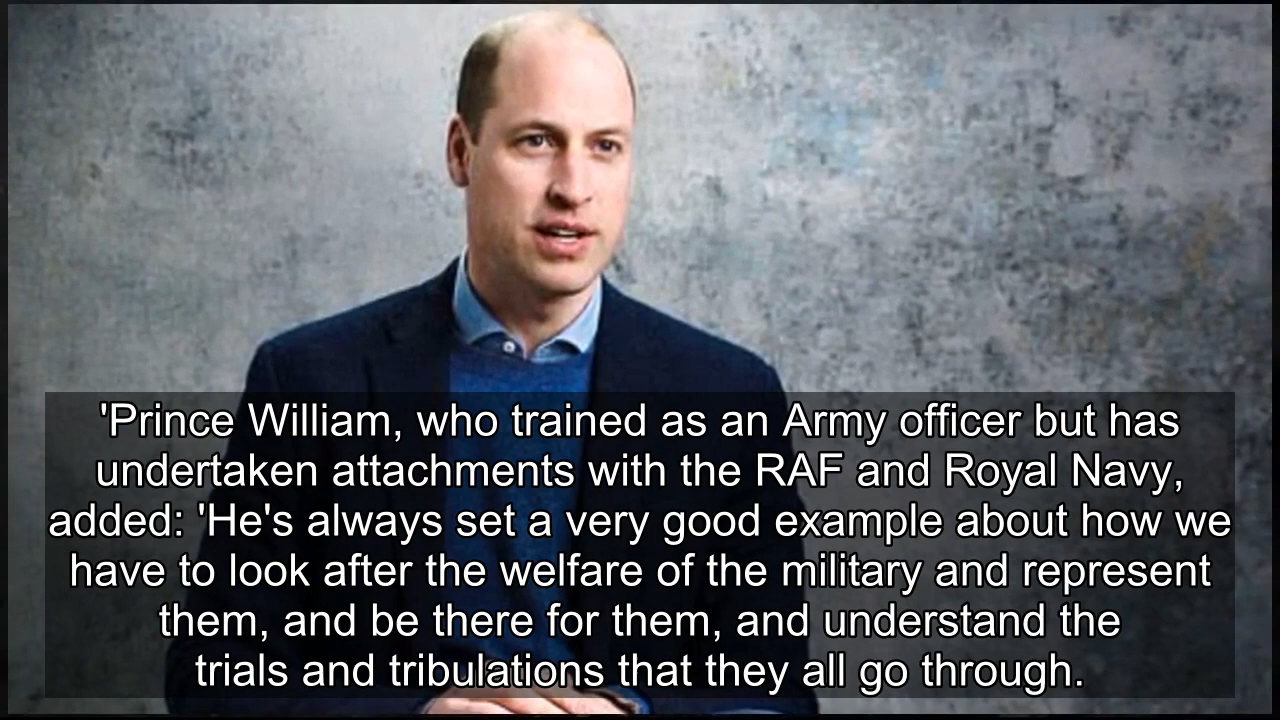 'Prince William, who trained as an Army officer but has
undertaken attachments with the RAF and Royal Navy,
added: 'He's always set a very good example about how we
have to look after the welfare of the military and represent
them, and be there for them, and understand the
trials and tribulations that they all go through.